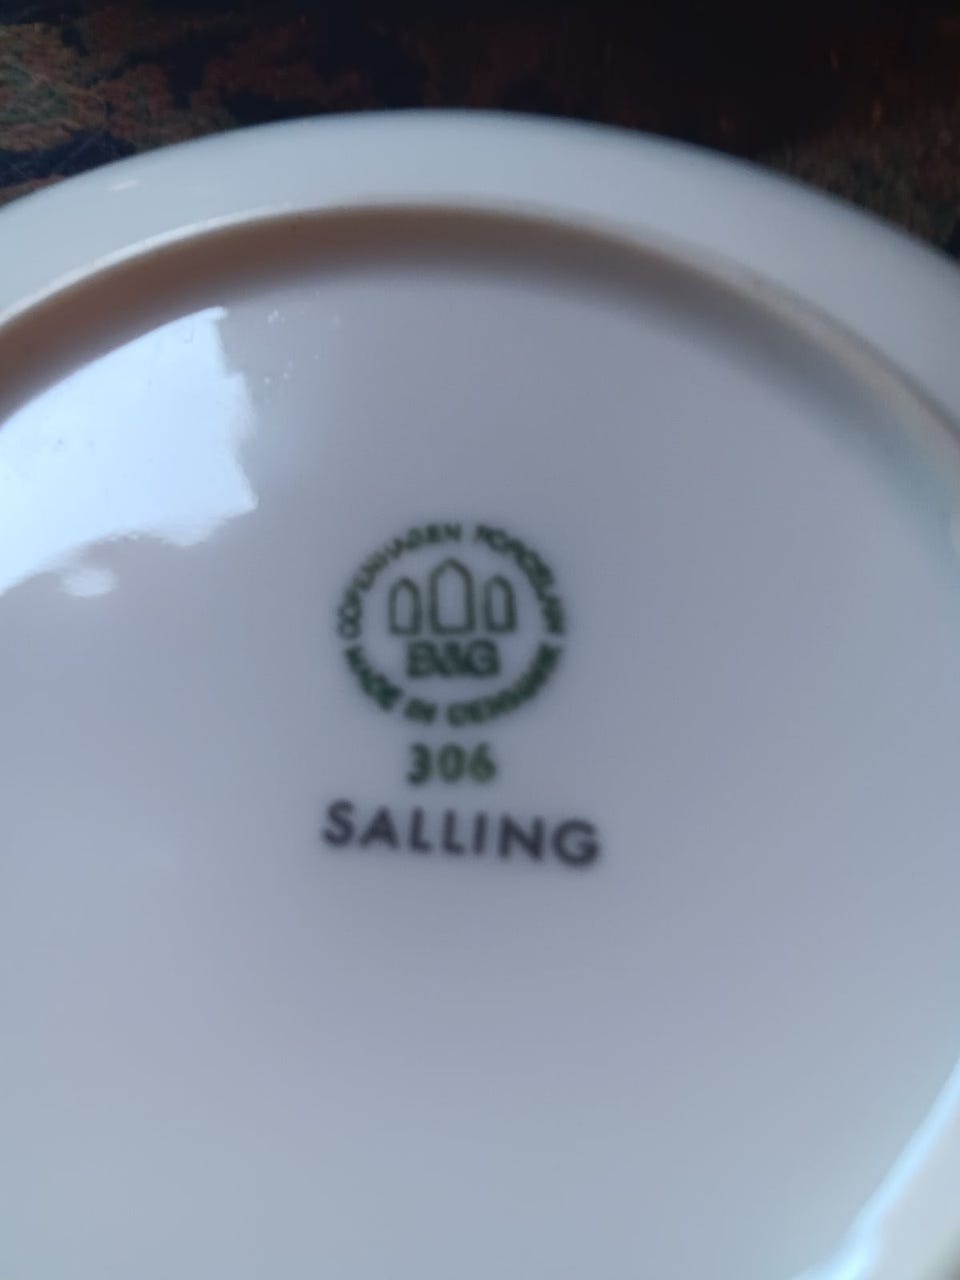 COPENHAGEN PORCELAIN
B&G
MADE IN DENMARK
306
SALLING